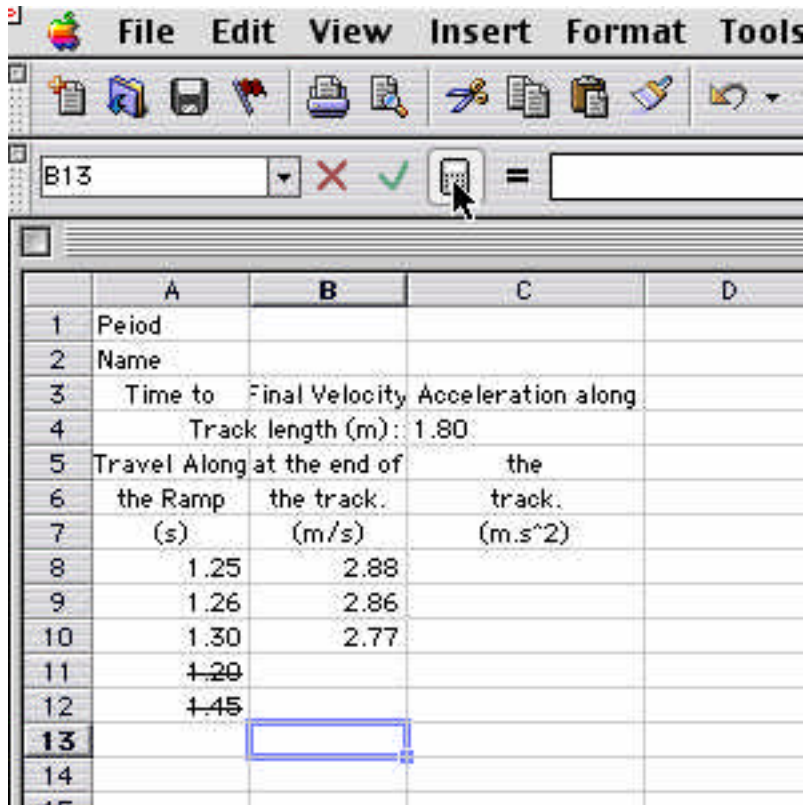 File Edit View Insert Format Tools
B13 =
A B C D
1 Peiod
2 Name
3 Time to Final Velocity Acceleration along
4 Track length (m): 1.80
5 Travel Along at the end of the
6 the Ramp the track. track.
7 (s) (m/s) (m.s^2)
8 1.25 2.88
9 1.26 2.86
10 1.30 2.77
11 1.20
12 1.45
13
14